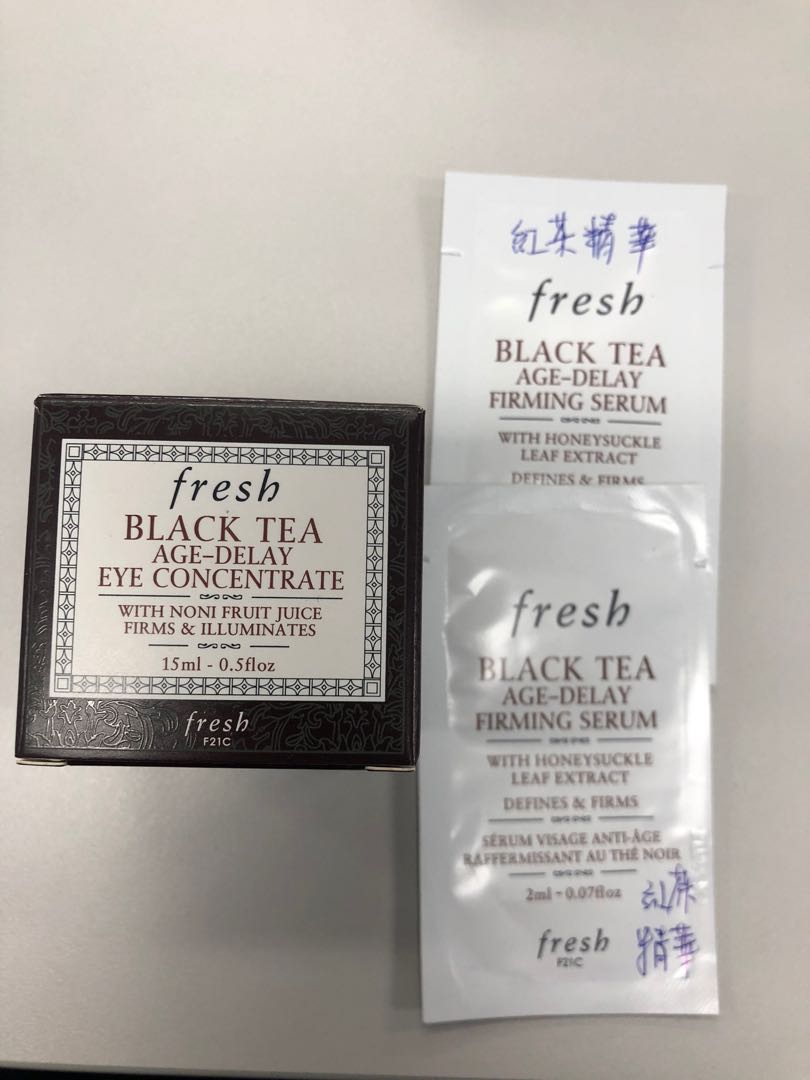 fresh
BLACK TEA
AGE-DELAY
EYE CONCENTRATE
WITH NONI FRUIT JUICE
FIRMS & ILLUMINATES
15ml - 0.5floz
fresh
F21C
紅茶精華
fresh
BLACK TEA
AGE-DELAY
FIRMING SERUM
WITH HONEYSUCKLE
LEAF EXTRACT
DEFINES & FIRMS
fresh
BLACK TEA
AGE-DELAY
FIRMING SERUM
WITH HONEYSUCKLE
LEAF EXTRACT
DEFINES & FIRMS
SÉRUM VISAGE ANTI-ÂGE
RAFFERMISSANT AU THÉ NOIR
2ml - 0.07floz
紅茶
精華
fresh
F21C